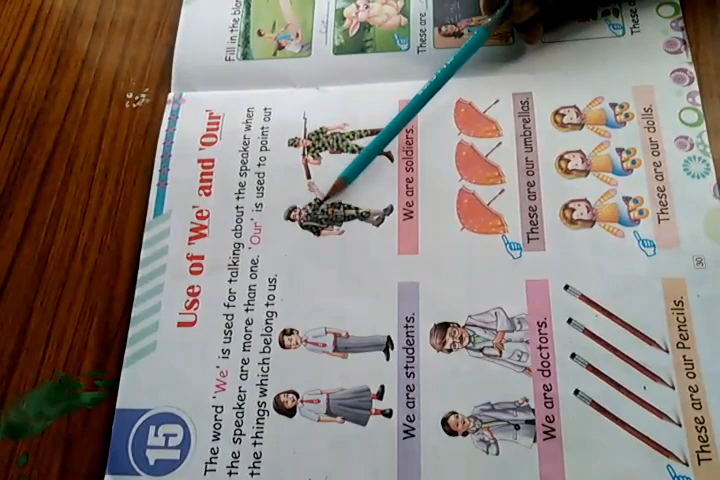 15
Use of 'We' and 'Our'
The word 'We' is used for talking about the speaker when
the speaker are more than one. 'Our' is used to point out
the things which belong to us.
We are students.
We are soldiers.
We are doctors.
These are our umbrellas.
These are our Pencils.
These are our dolls.
30
Fill in the
These are
These